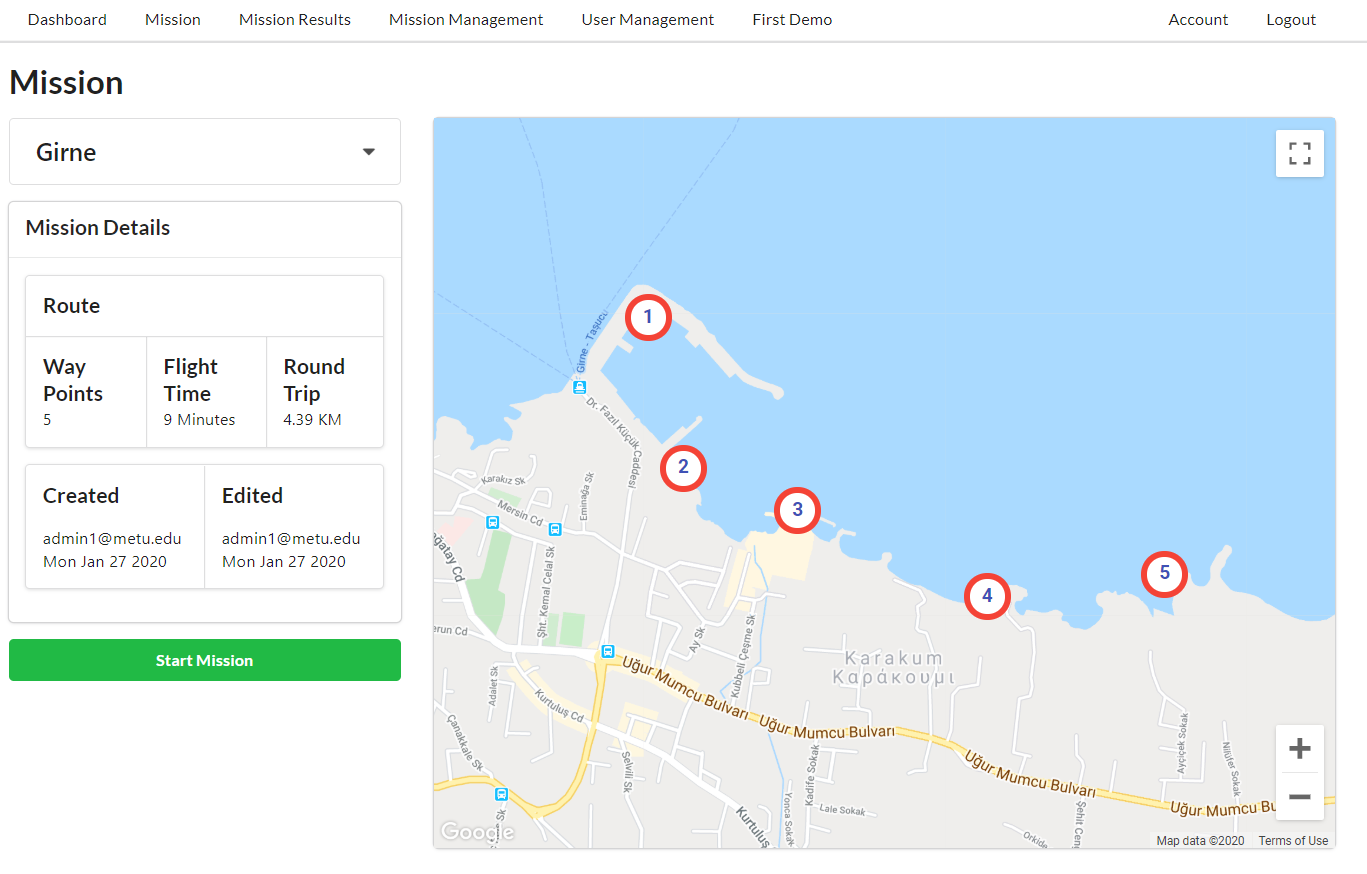 Dashboard Mission Mission Results Mission Management User Management First Demo Account Logout
Mission
Girne
Mission Details
Route
Way Points
5
Flight Time
9 Minutes
Round Trip
4.39 KM
Created
admin1@metu.edu
Mon Jan 27 2020
Edited
admin1@metu.edu
Mon Jan 27 2020
Start Mission
1
Girne - Taşucu
Dr. Fazıl Küçük Caddesi
2
3
4
5
Karakız Sk
Mersin Cd
Eminağa Sk
ağatay Cd
Şht. Kemal Celal Sk
erun Cd
Ay Sk
Kubbeli Çeşme Sk
Karakum
Καράκουμι
Adalet Sk
Kurtuluş Cd
Uğur Mumcu Bulvarı
Uğur Mumcu Bulvarı
Uğur Mumcu Bulvarı
Uğur Mumcu Bu
Çanakkale Sk
Selvili Sk
Kadife Sokak
Yonca Sokak
Lale Sokak
Ayçiçek Sokak
Nilüfer Sokak
Kurtuluş
Şehit Cen
Orkide
Sk
+
−
Google
Map data ©2020 Terms of Use